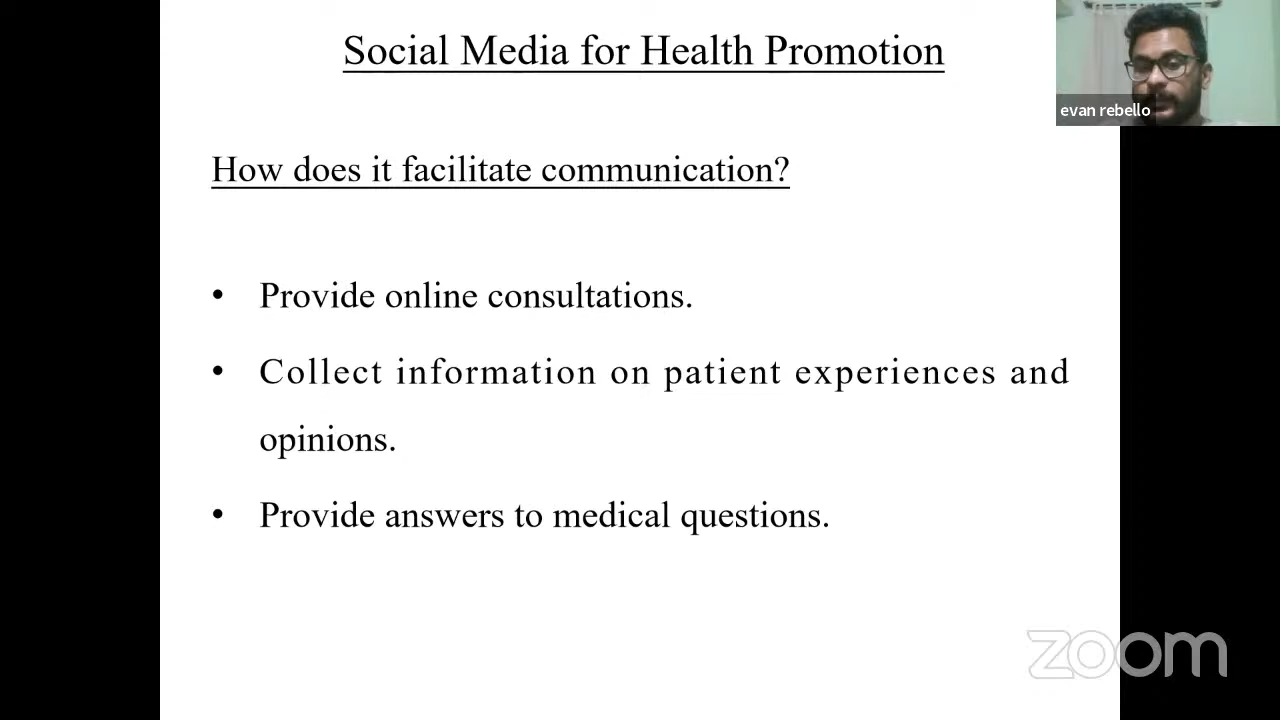 Social Media for Health Promotion
evan rebello
How does it facilitate communication?
• Provide online consultations.
• Collect information on patient experiences and
opinions.
• Provide answers to medical questions.
zoom